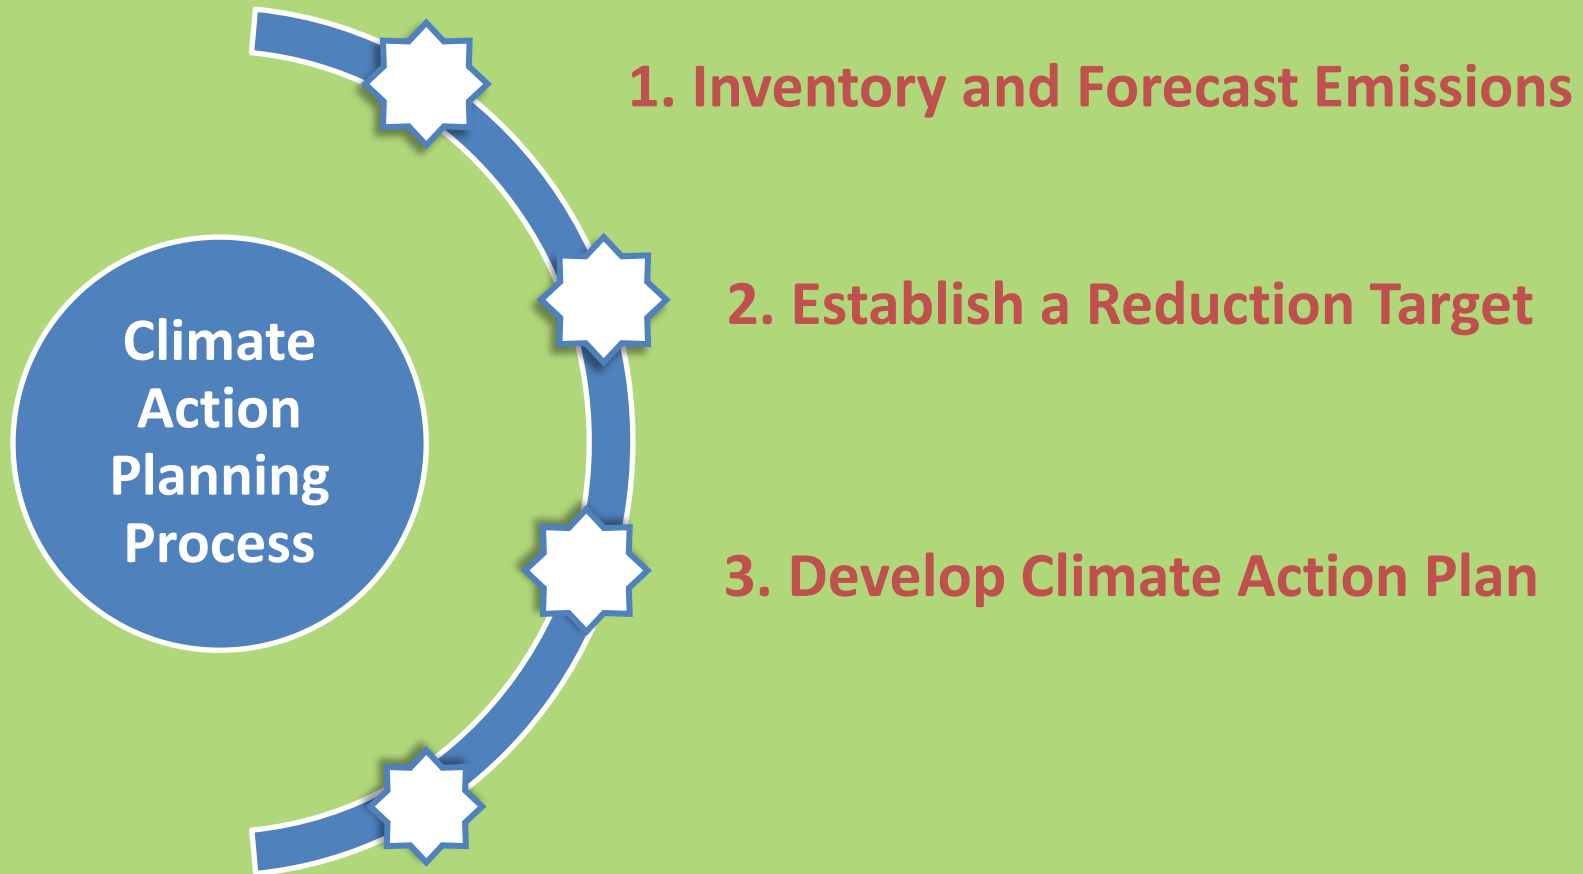 Climate
Action
Planning
Process
1. Inventory and Forecast Emissions
2. Establish a Reduction Target
3. Develop Climate Action Plan